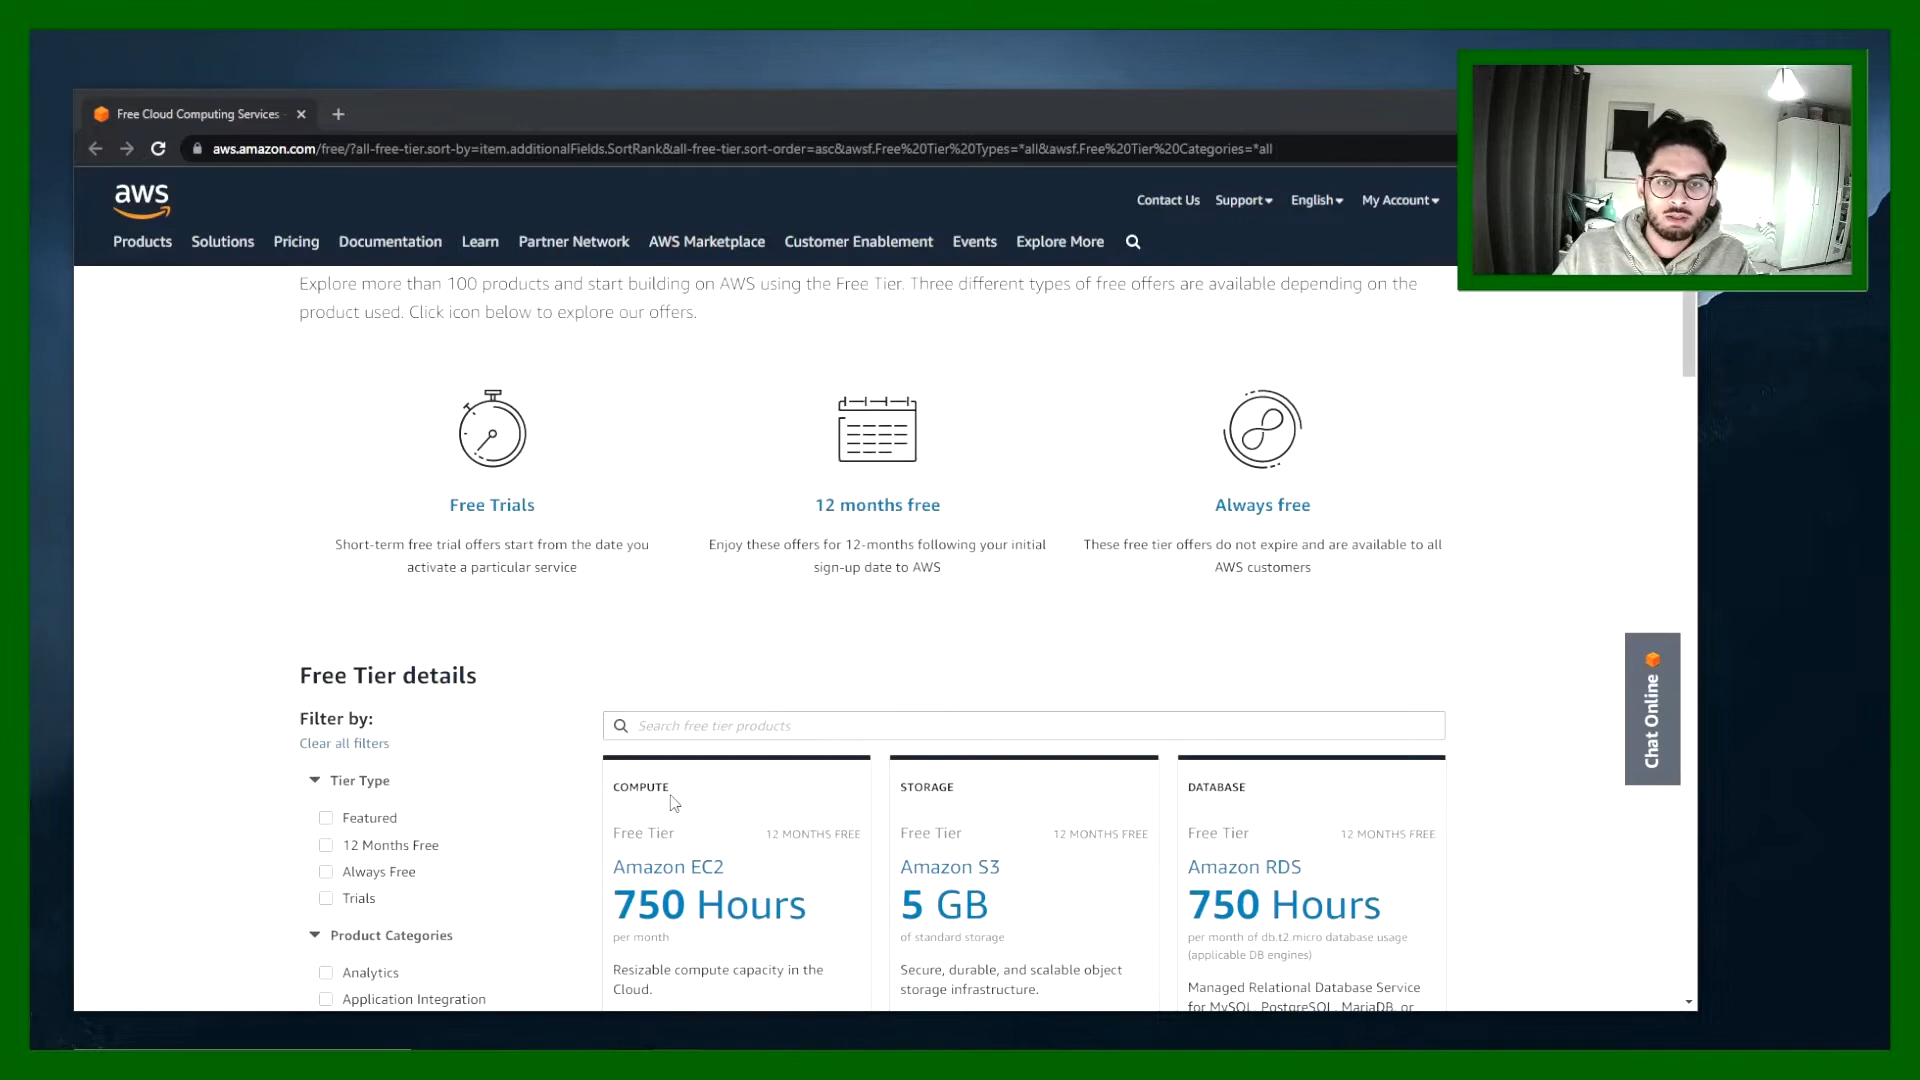 Free Cloud Computing Services
aws.amazon.com/free/?all-free-tier.sort-by=item.additionalFields.SortRank&all-free-tier.sort-order=asc&awsf.Free%20Tier%20Types=*all&awsf.Free%20Tier%20Categories=*all
aws
Contact Us Support English My Account
Products Solutions Pricing Documentation Learn Partner Network AWS Marketplace Customer Enablement Events Explore More
Explore more than 100 products and start building on AWS using the Free Tier. Three different types of free offers are available depending on the
product used. Click icon below to explore our offers.
Free Trials
Short-term free trial offers start from the date you
activate a particular service
12 months free
Enjoy these offers for 12-months following your initial
sign-up date to AWS
Always free
These free tier offers do not expire and are available to all
AWS customers
Chat Online
Free Tier details
Filter by:
Clear all filters
Tier Type
Featured
12 Months Free
Always Free
Trials
Product Categories
Analytics
Application Integration
Search free tier products
COMPUTE
Free Tier 12 MONTHS FREE
Amazon EC2
750 Hours
per month
Resizable compute capacity in the
Cloud.
STORAGE
Free Tier 12 MONTHS FREE
Amazon S3
5 GB
of standard storage
Secure, durable, and scalable object
storage infrastructure.
DATABASE
Free Tier 12 MONTHS FREE
Amazon RDS
750 Hours
per month of db.t2.micro database usage
(applicable DB engines)
Managed Relational Database Service
for MySQL, PostgreSQL, MariaDB, or